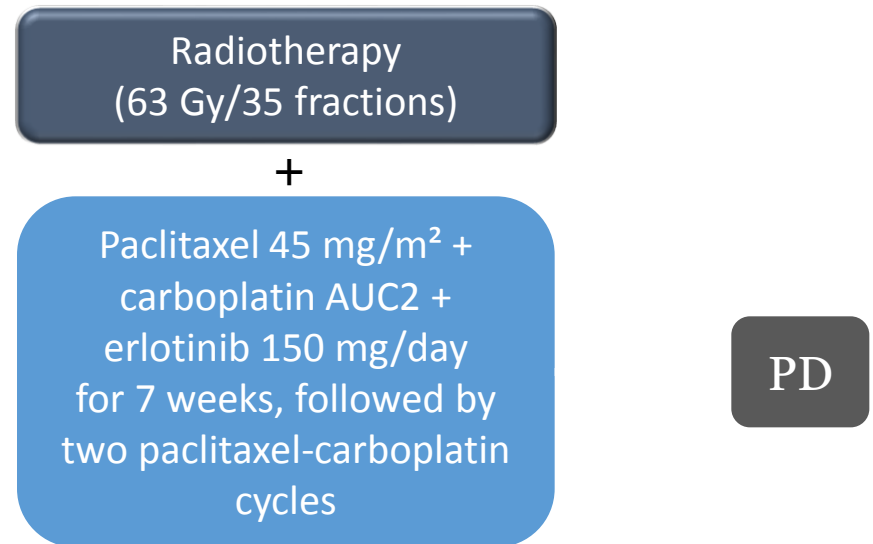 Radiotherapy
(63 Gy/35 fractions)
+
Paclitaxel 45 mg/m² +
carboplatin AUC2 +
erlotinib 150 mg/day
for 7 weeks, followed by
two paclitaxel-carboplatin
cycles
PD